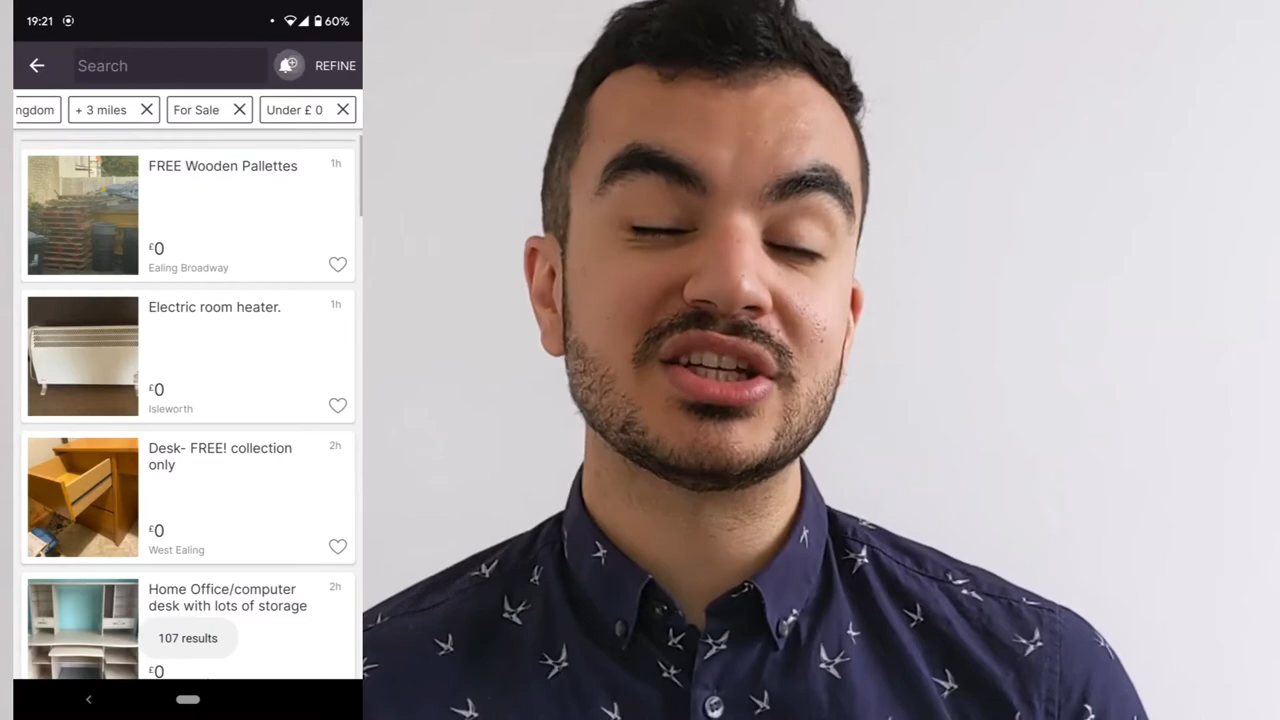 19:21 60%
Search REFINE
ngdom + 3 miles For Sale Under £ 0
FREE Wooden Pallettes 1h
£0
Ealing Broadway
Electric room heater. 1h
£0
Isleworth
Desk- FREE! collection 2h
only
£0
West Ealing
Home Office/computer 2h
desk with lots of storage
107 results
£0